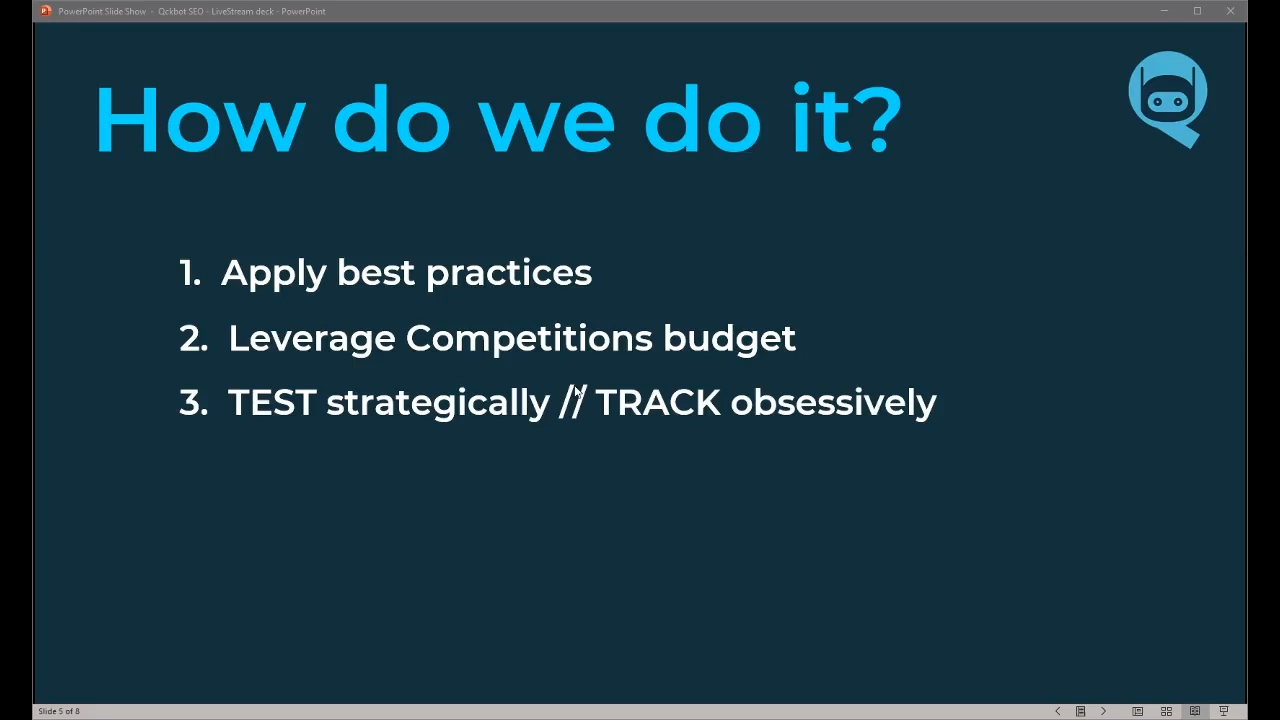 PowerPoint Slide Show - Qckbot SEO - LiveStream deck - PowerPoint
How do we do it?
1. Apply best practices
2. Leverage Competitions budget
3. TEST strategically // TRACK obsessively
Slide 5 of 8